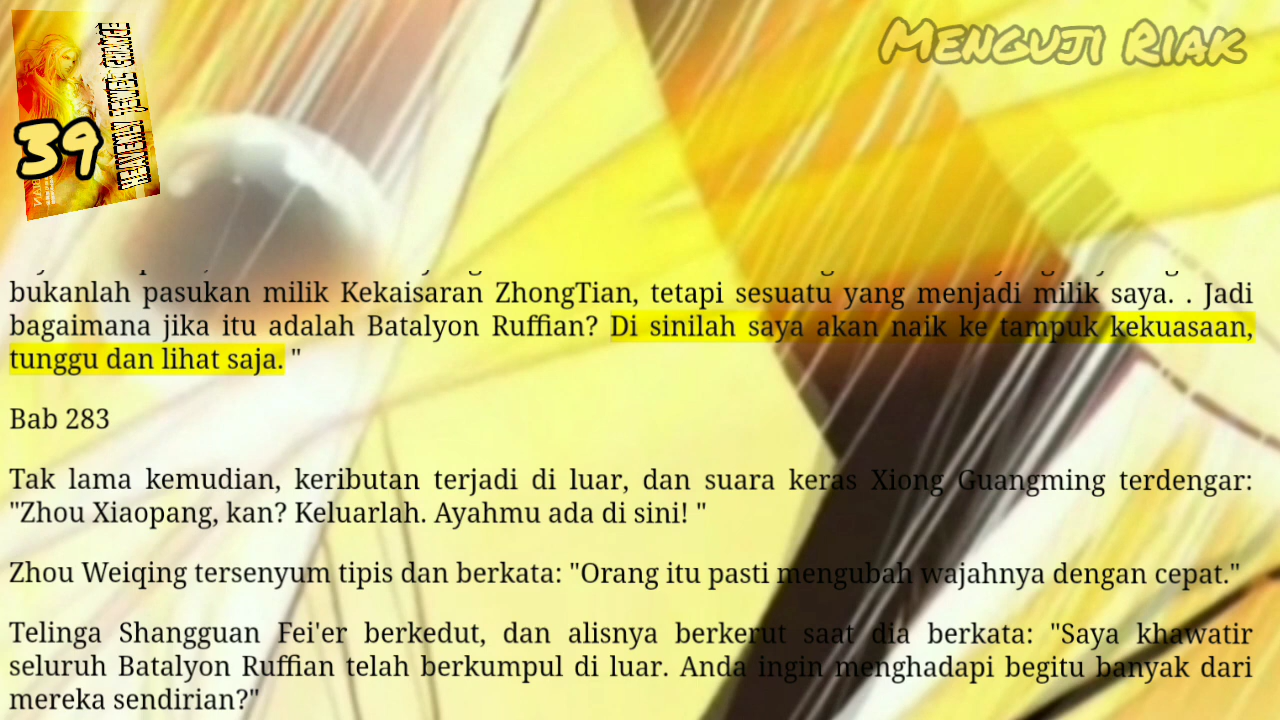 39
Menguji Riak
bukanlah pasukan milik Kekaisaran ZhongTian, tetapi sesuatu yang menjadi milik saya. . Jadi
bagaimana jika itu adalah Batalyon Ruffian? Di sinilah saya akan naik ke tampuk kekuasaan,
tunggu dan lihat saja. "
Bab 283
Tak lama kemudian, keributan terjadi di luar, dan suara keras Xiong Guangming terdengar:
"Zhou Xiaopang, kan? Keluarlah. Ayahmu ada di sini! "
Zhou Weiqing tersenyum tipis dan berkata: "Orang itu pasti mengubah wajahnya dengan cepat."
Telinga Shangguan Fei'er berkedut, dan alisnya berkerut saat dia berkata: "Saya khawatir
seluruh Batalyon Ruffian telah berkumpul di luar. Anda ingin menghadapi begitu banyak dari
mereka sendirian?"